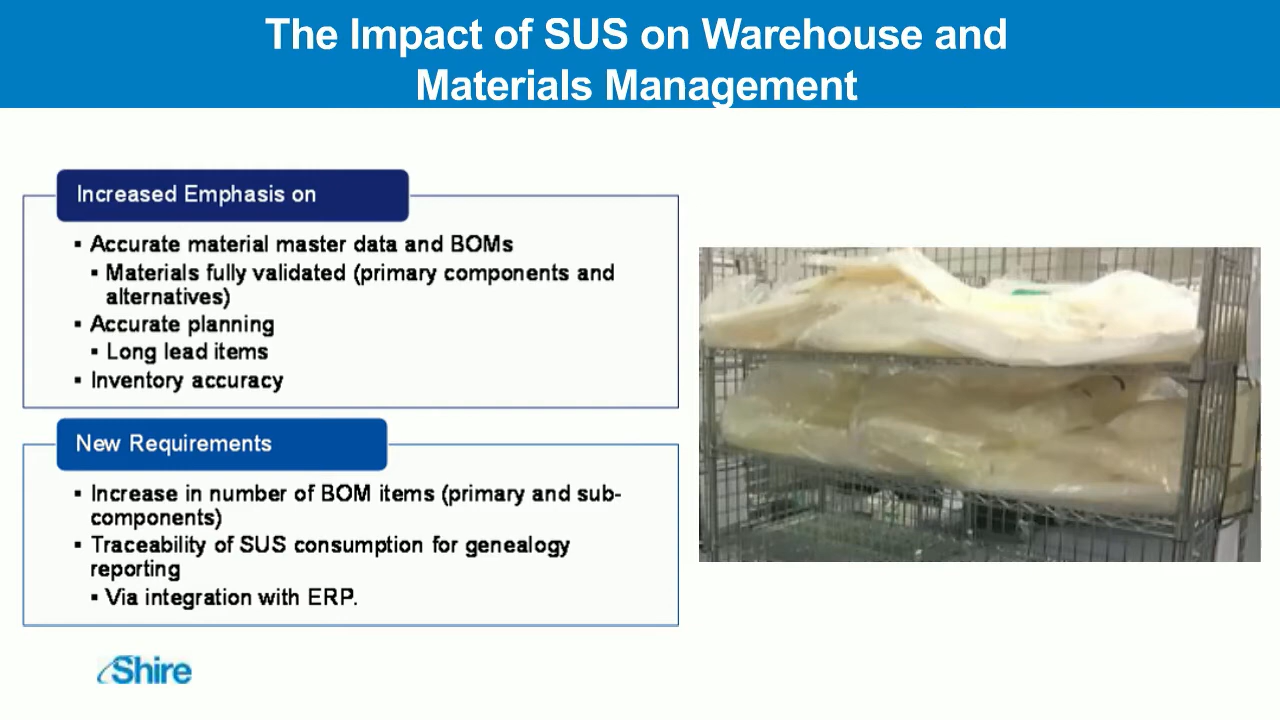 The Impact of SUS on Warehouse and
Materials Management
Increased Emphasis on
▪ Accurate material master data and BOMs
▪ Materials fully validated (primary components and
alternatives)
▪ Accurate planning
▪ Long lead items
▪ Inventory accuracy
New Requirements
▪ Increase in number of BOM items (primary and sub-
components)
▪ Traceability of SUS consumption for genealogy
reporting
▪ Via integration with ERP.
Shire